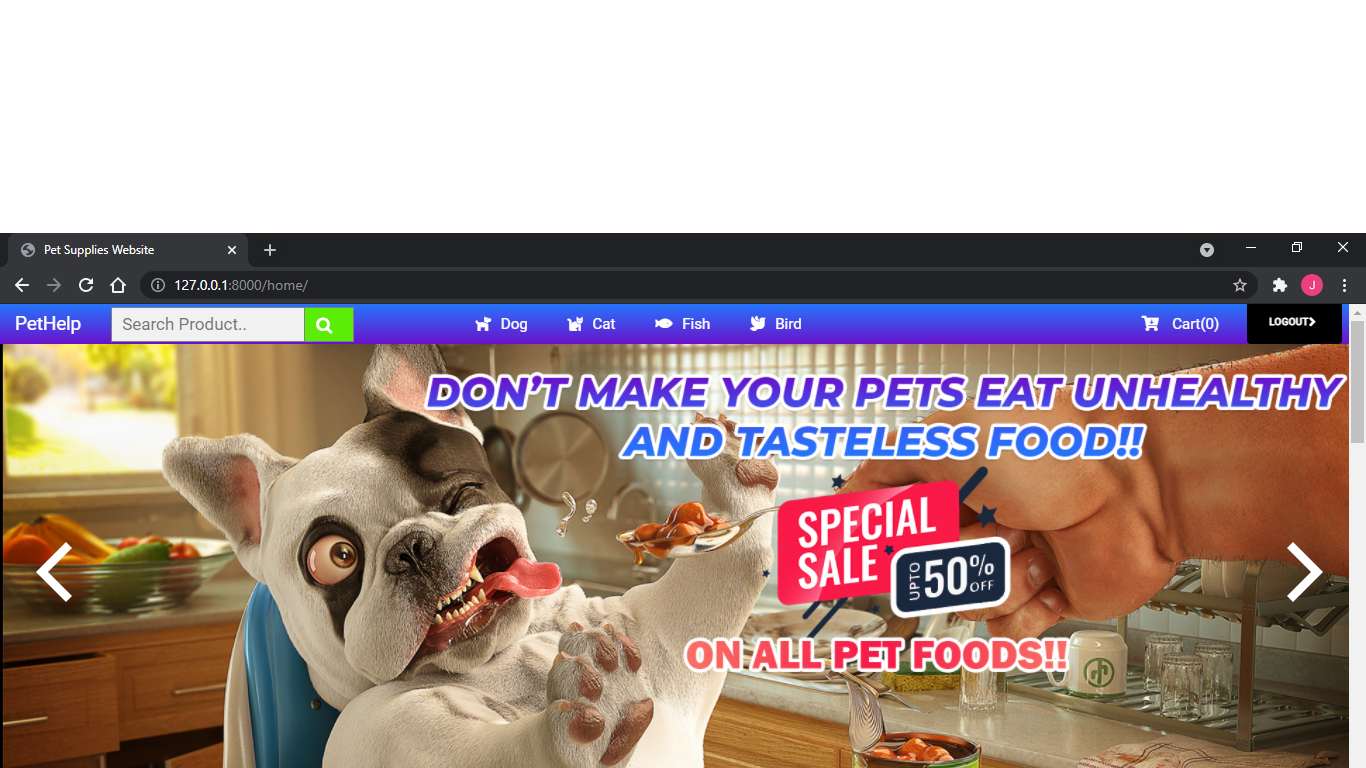 Pet Supplies Website
127.0.0.1:8000/home/
J
PetHelp Search Product.. Dog Cat Fish Bird Cart(0) LOGOUT
DON'T MAKE YOUR PETS EAT UNHEALTHY
AND TASTELESS FOOD!!
SPECIAL
SALE
UPTO 50% OFF
ON ALL PET FOODS!!